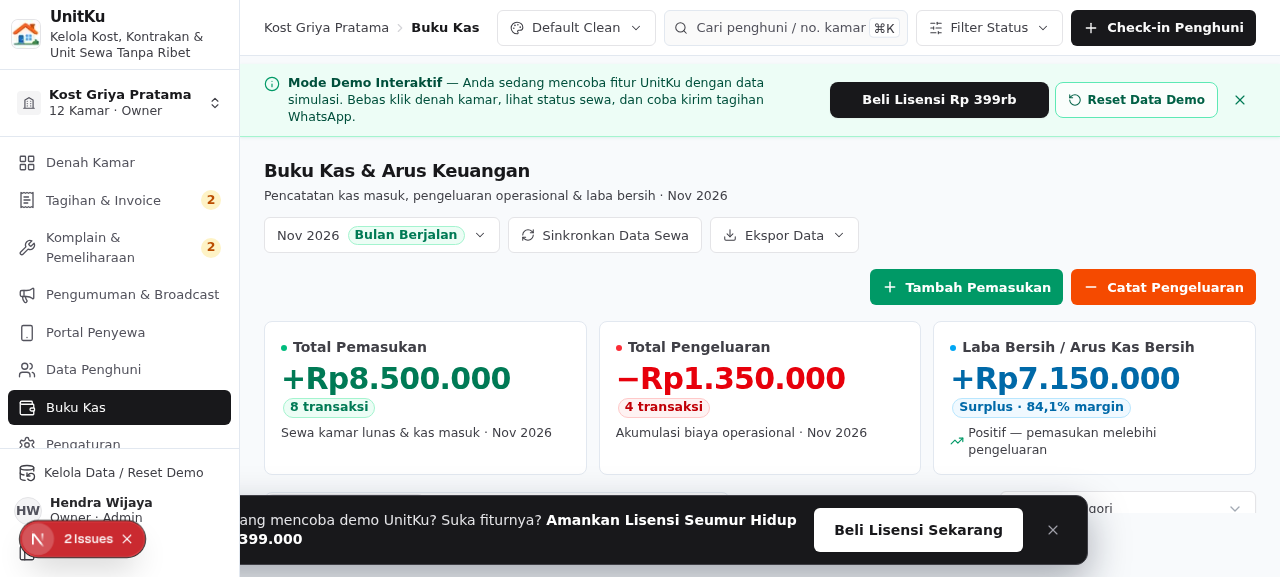 UnitKu
Kelola Kost, Kontrakan &
Unit Sewa Tanpa Ribet
Kost Griya Pratama
12 Kamar · Owner
Denah Kamar
Tagihan & Invoice 2
Komplain &
Pemeliharaan 2
Pengumuman & Broadcast
Portal Penyewa
Data Penghuni
Buku Kas
Pengaturan
Kelola Data / Reset Demo
HW
Hendra Wijaya
Owner · Admin
N 2 Issues
Kost Griya Pratama Buku Kas
Default Clean
Cari penghuni / no. kamar ⌘K
Filter Status
Check-in Penghuni
Mode Demo Interaktif — Anda sedang mencoba fitur UnitKu dengan data
simulasi. Bebas klik denah kamar, lihat status sewa, dan coba kirim tagihan
WhatsApp.
Beli Lisensi Rp 399rb
Reset Data Demo
Buku Kas & Arus Keuangan
Pencatatan kas masuk, pengeluaran operasional & laba bersih · Nov 2026
Nov 2026 Bulan Berjalan
Sinkronkan Data Sewa
Ekspor Data
+ Tambah Pemasukan
− Catat Pengeluaran
Total Pemasukan
+Rp8.500.000
8 transaksi
Sewa kamar lunas & kas masuk · Nov 2026
Total Pengeluaran
−Rp1.350.000
4 transaksi
Akumulasi biaya operasional · Nov 2026
Laba Bersih / Arus Kas Bersih
+Rp7.150.000
Surplus · 84,1% margin
Positif — pemasukan melebihi
pengeluaran
gori
ang mencoba demo UnitKu? Suka fiturnya? Amankan Lisensi Seumur Hidup
399.000
Beli Lisensi Sekarang